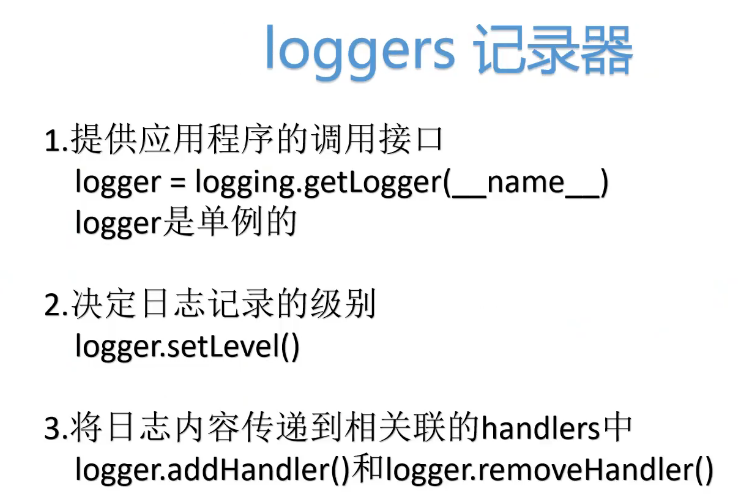 loggers 记录器
1.提供应用程序的调用接口
logger = logging.getLogger(__name__)
logger是单例的
2.决定日志记录的级别
logger.setLevel()
3.将日志内容传递到相关联的handlers中
logger.addHandler()和logger.removeHandler()